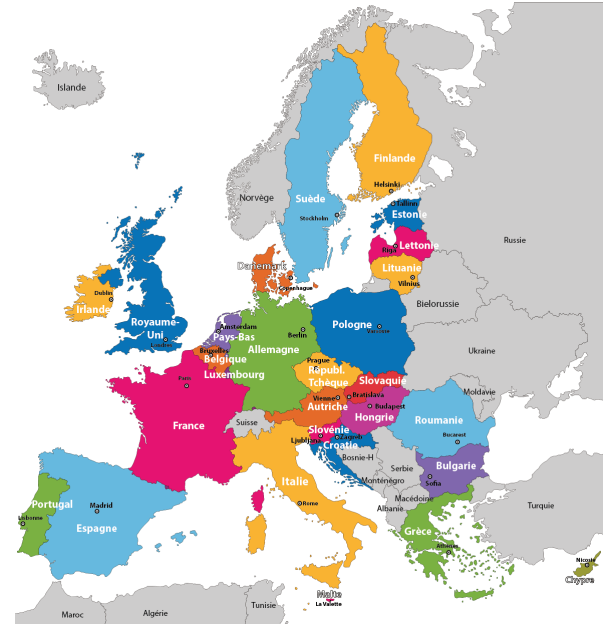 Islande
Finlande
Norvège
Helsinki
Suède
Stockholm
Tallinn
Estonie
Russie
Lettonie
Riga
Danemark
Lituanie
Vilnius
Copenhague
Dublin
Irlande
Bielorussie
Royaume-
Uni
Londres
Amsterdam
Pays-Bas
Berlin
Allemagne
Pologne
Varsovie
Bruxelles
Belgique
Luxembourg
Prague
Républ.
Tchèque
Ukraine
Paris
Slovaquie
Vienne
Bratislava
Autriche
Budapest
Hongrie
Moldavie
France
Suisse
Slovénie
Ljubljana
Zagreb
Croatie
Roumanie
Bucarest
Bosnie-H
Serbie
Bulgarie
Sofia
Italie
Rome
Monténégro
Macédoine
Albanie
Portugal
Lisbonne
Madrid
Espagne
Turquie
Grèce
Athènes
Nicosie
Chypre
Malte
La Valette
Maroc
Algérie
Tunisie